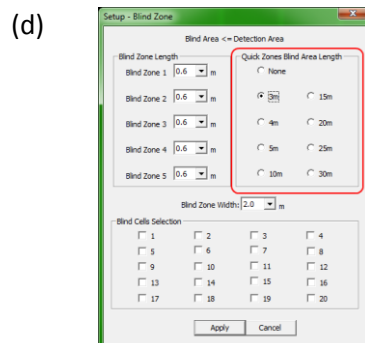 (d)
Setup - Blind Zone
Blind Area <= Detection Area
Blind Zone Length
Blind Zone 1 0.6 m
Blind Zone 2 0.6 m
Blind Zone 3 0.6 m
Blind Zone 4 0.6 m
Blind Zone 5 0.6 m
Quick Zones Blind Area Length
None
3m 15m
4m 20m
5m 25m
10m 30m
Blind Zone Width: 2.0 m
Blind Cells Selection
1 2 3 4
5 6 7 8
9 10 11 12
13 14 15 16
17 18 19 20
Apply Cancel